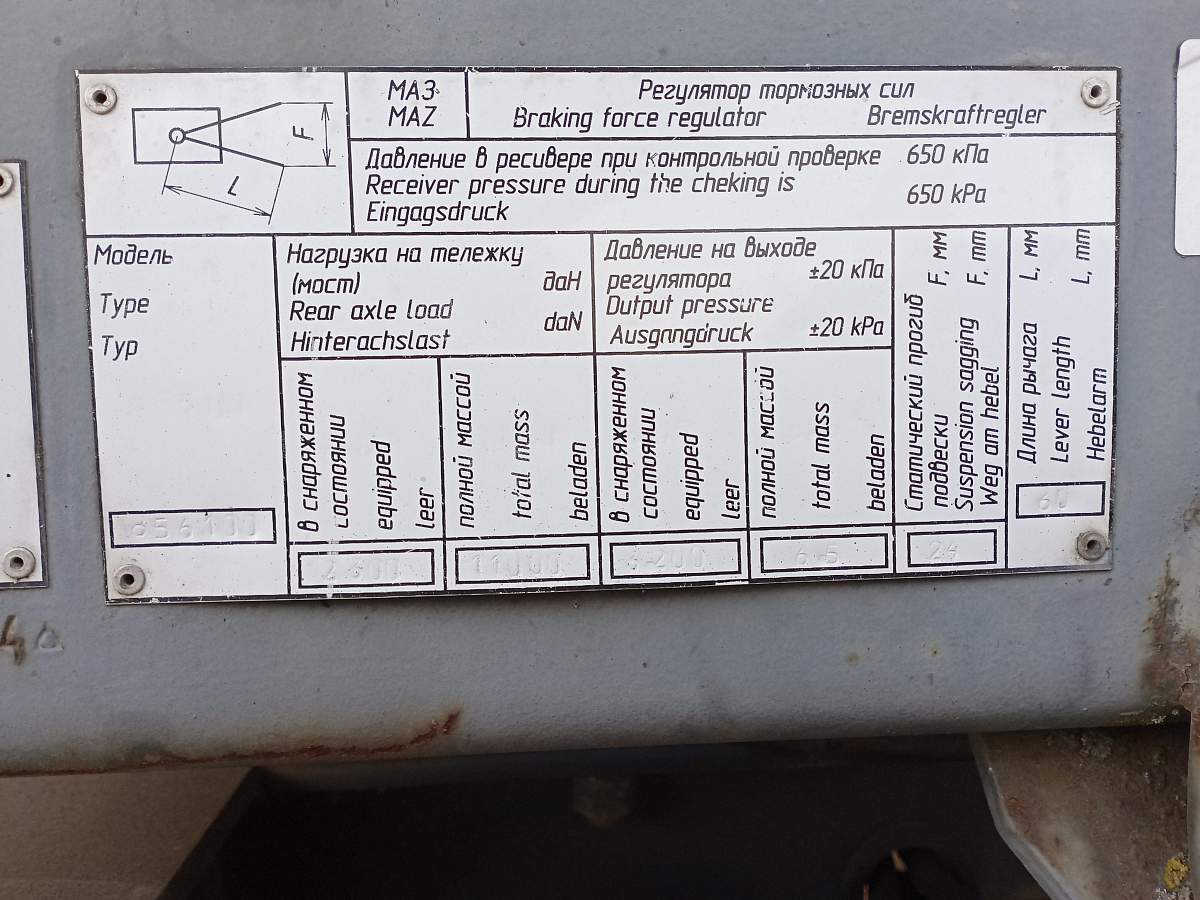 F
L
МАЗ
MAZ
Регулятор тормозных сил
Braking force regulator Bremskraftregler
Давление в ресивере при контрольной проверке 650 кПа
Receiver pressure during the cheking is 650 kPa
Eingagsdruck
Модель
Type
Typ
Нагрузка на тележку
(мост) даН
Rear axle load
daN
Hinterachslast
Давление на выходе
регулятора ±20 кПа
Output pressure
Ausgangdruck ±20 kPa
в снаряженном
состоянии
equipped
leer
полной массой
total mass
beladen
в снаряженном
состоянии
equipped
leer
полной массой
total mass
beladen
Статический прогиб F, мм
подвески
Suspension sagging F, mm
Weg am hebel
Длина рычага L, мм
Lever length L, mm
Hebelarm
11000
24
60